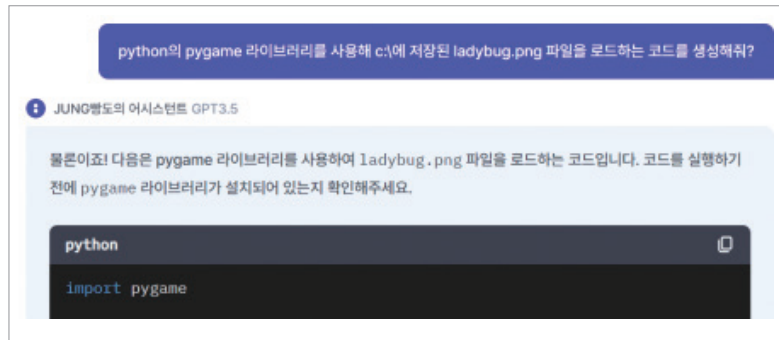 python의 pygame 라이브러리를 사용해 c:\에 저장된 ladybug.png 파일을 로드하는 코드를 생성해줘?
JUNG빵도의 어시스턴트 GPT3.5
물론이죠! 다음은 pygame 라이브러리를 사용하여 ladybug.png 파일을 로드하는 코드입니다. 코드를 실행하기
전에 pygame 라이브러리가 설치되어 있는지 확인해주세요.
python
import pygame